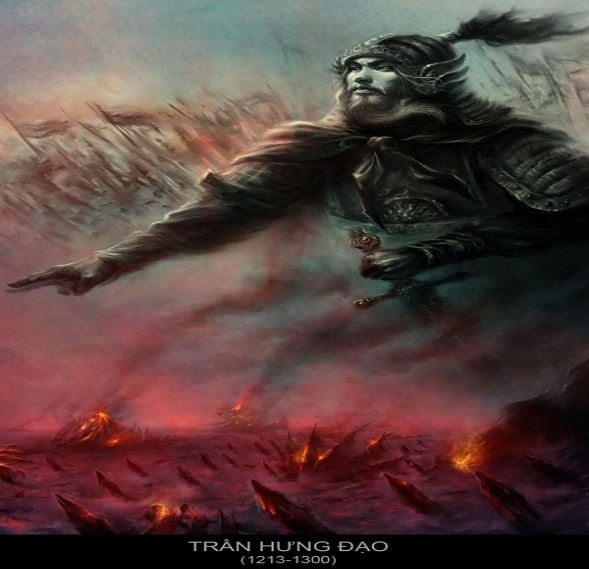 TRẦN HƯNG ĐẠO
(1213-1300)